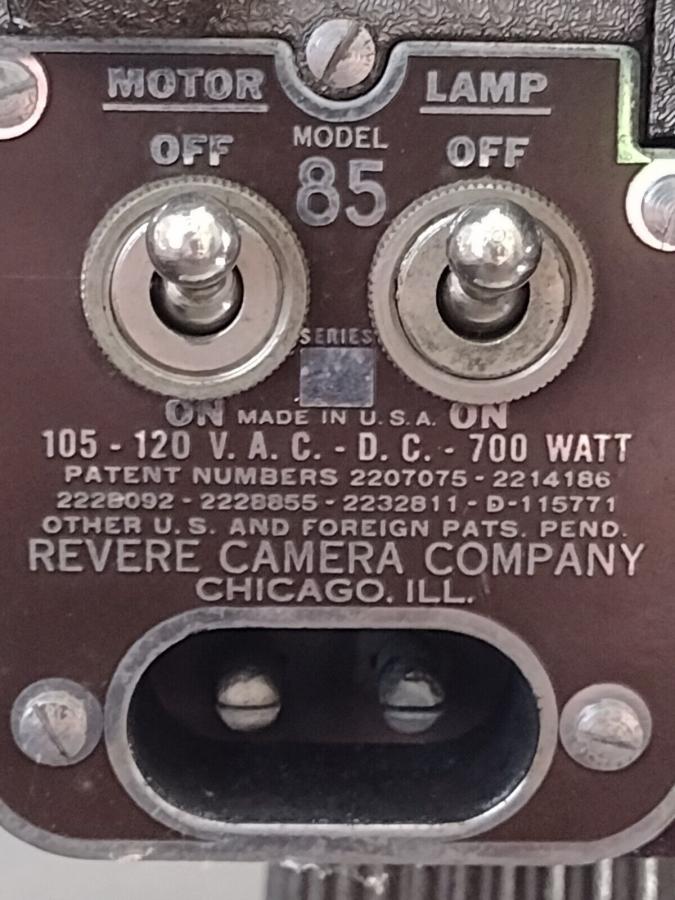 MOTOR
LAMP
OFF
MODEL
OFF
85
SERIES
ON MADE IN U.S.A. ON
105 - 120 V. A. C. - D. C. - 700 WATT
PATENT NUMBERS 2207075 - 2214186
2228092 - 2228855 - 2232811 - D-115771
OTHER U.S. AND FOREIGN PATS. PEND.
REVERE CAMERA COMPANY
CHICAGO. ILL.